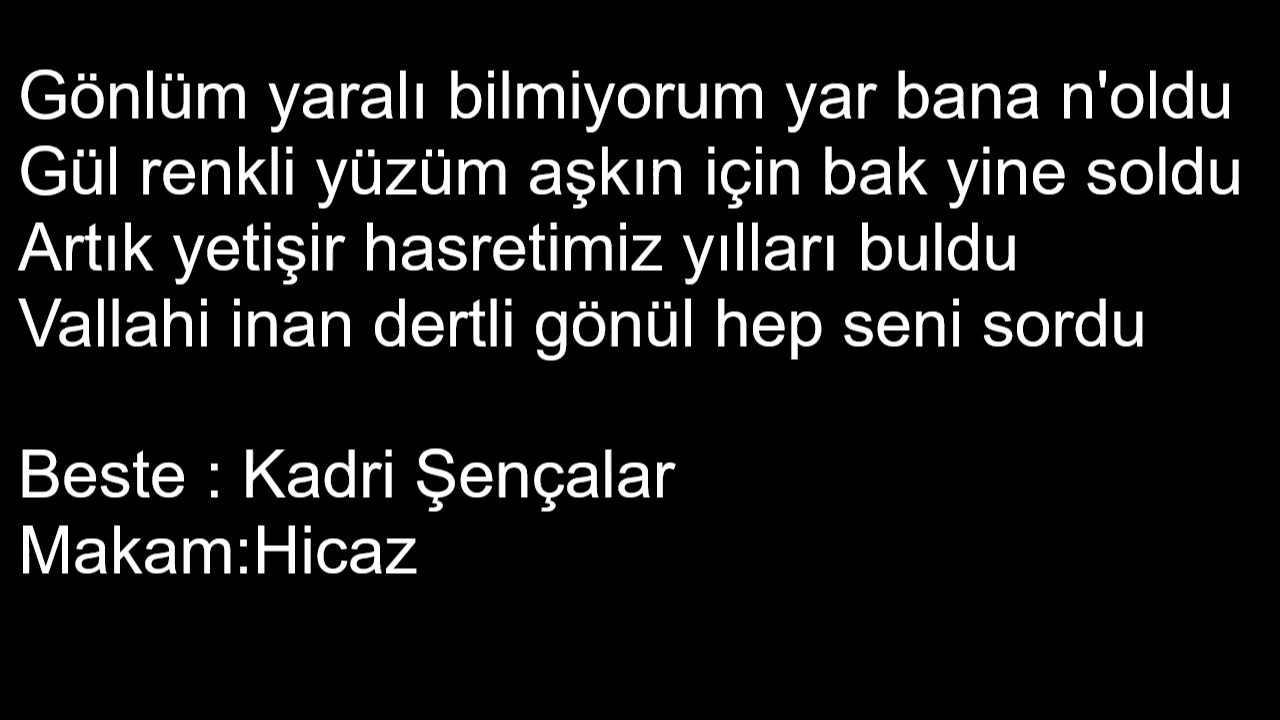 Gönlüm yaralı bilmiyorum yar bana n'oldu
Gül renkli yüzüm aşkın için bak yine soldu
Artık yetişir hasretimiz yılları buldu
Vallahi inan dertli gönül hep seni sordu
Beste : Kadri Şençalar
Makam:Hicaz